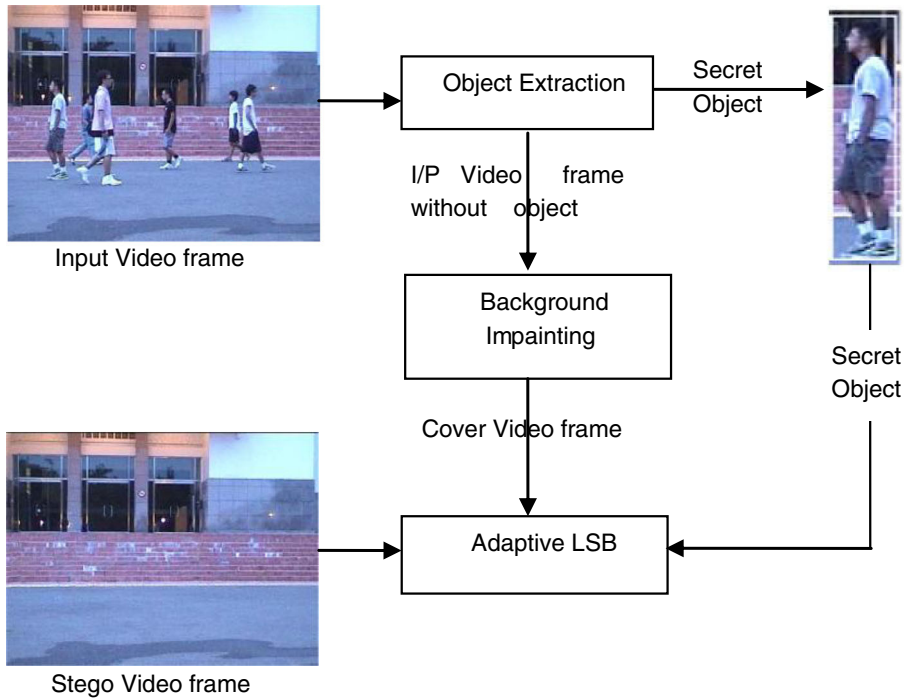 Object Extraction
Secret
Object
I/P Video frame
without object
Input Video frame
Background
Impainting
Secret
Object
Cover Video frame
Adaptive LSB
Stego Video frame